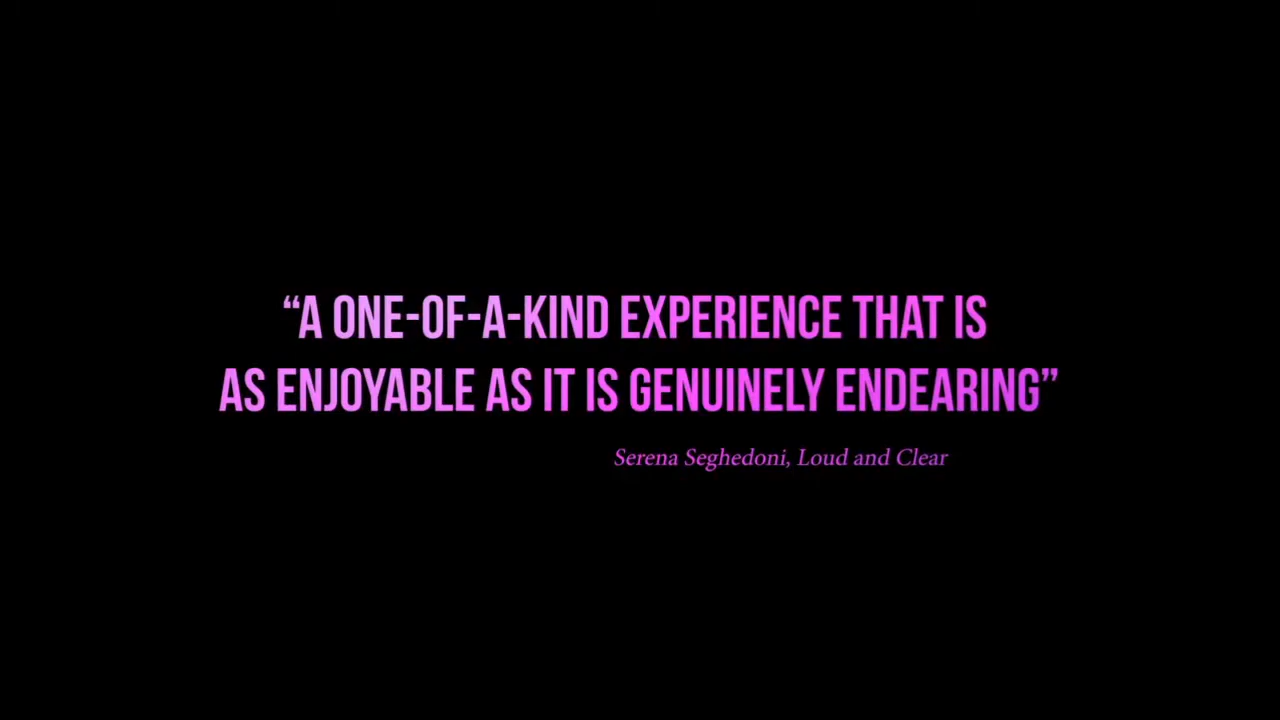 “A ONE-OF-A-KIND EXPERIENCE THAT IS
AS ENJOYABLE AS IT IS GENUINELY ENDEARING”
Serena Seghedoni, Loud and Clear